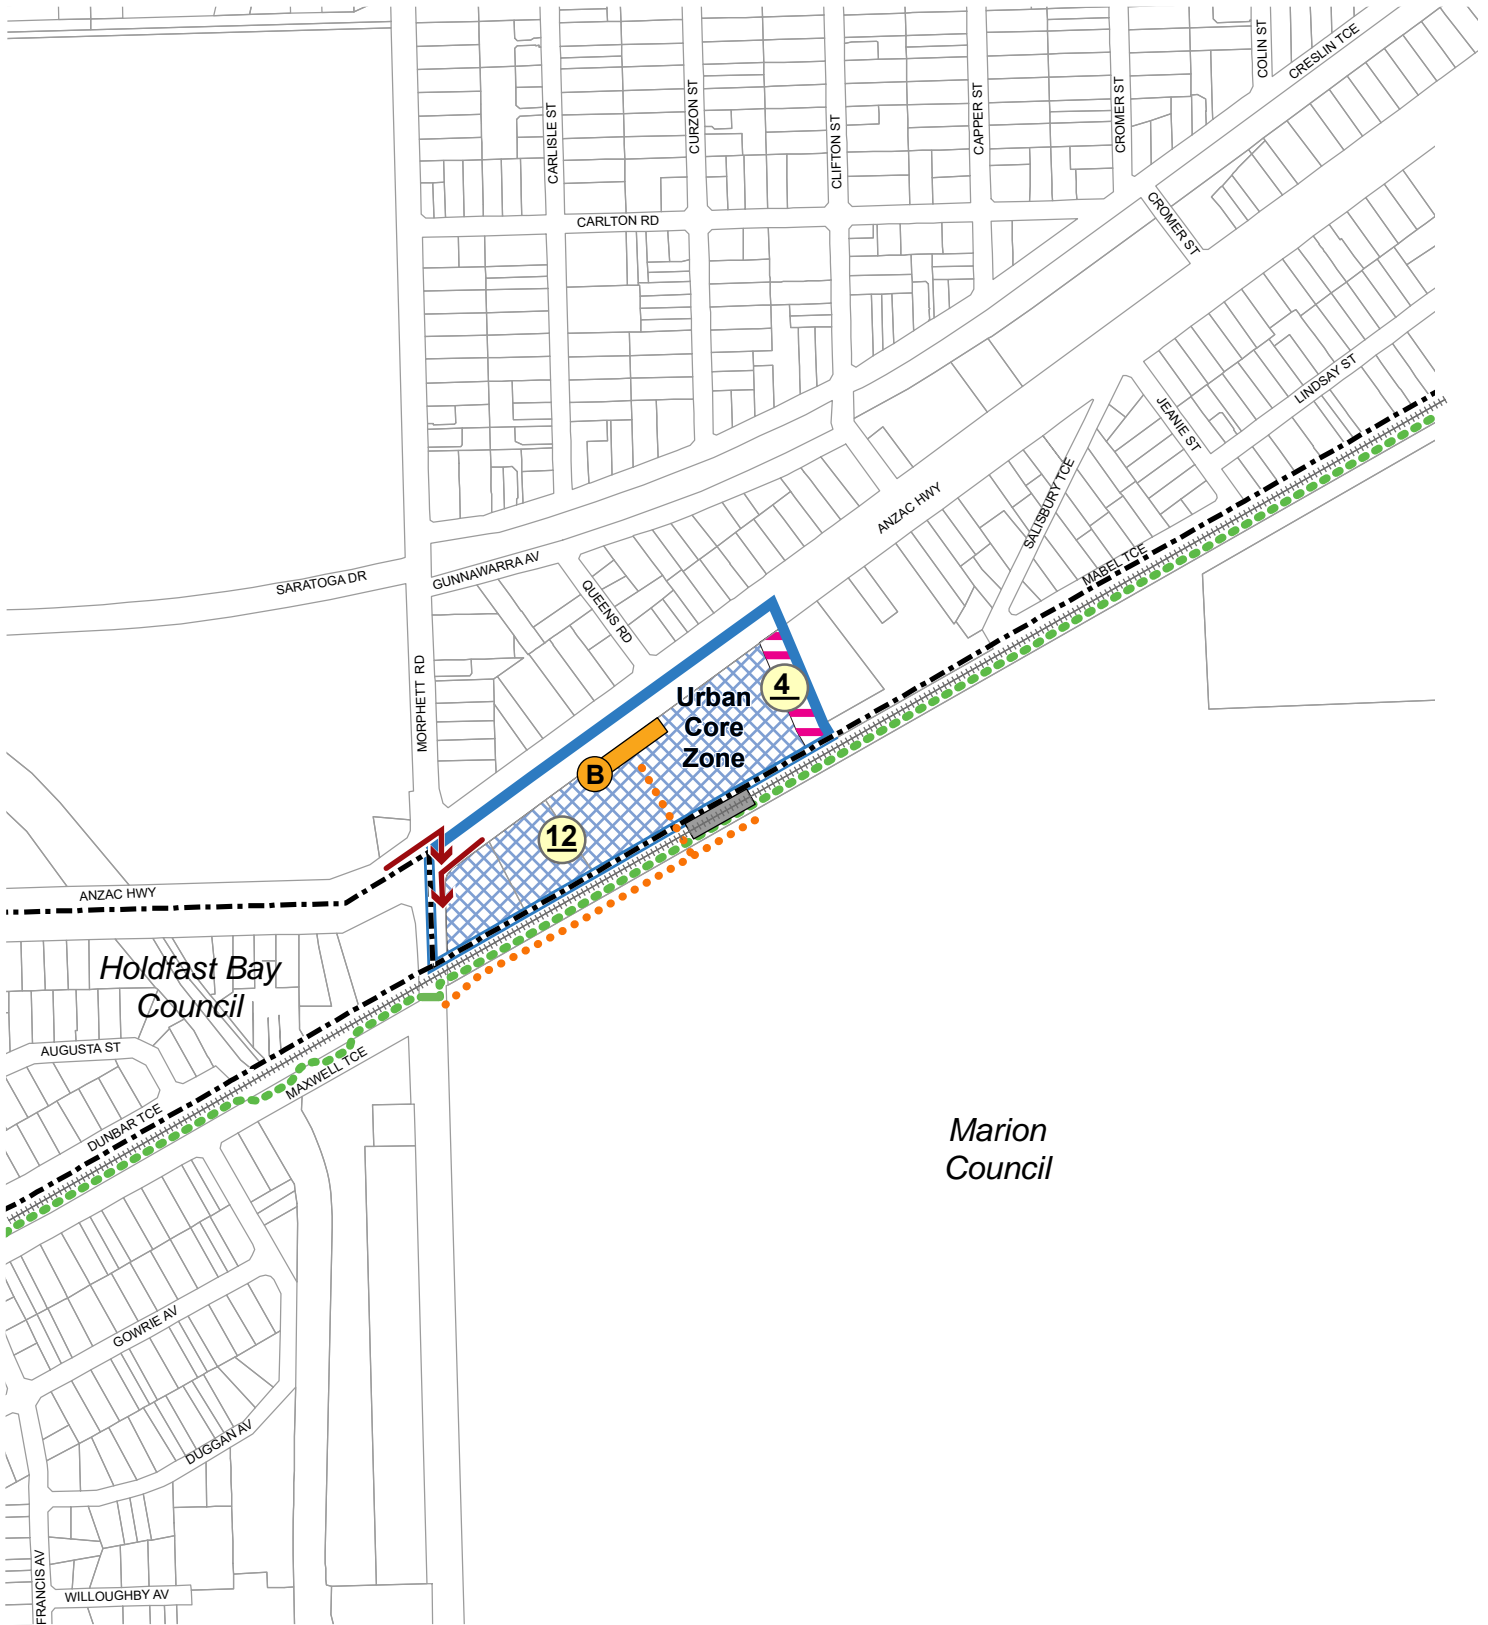 COLIN ST
CRESLIN TCE
CARLISLE ST
CURZON ST
CLIFTON ST
CAPPER ST
CROMER ST
CARLTON RD
CROMER ST
LINDSAY ST
JEANIE ST
SALISBURY TCE
ANZAC HWY
MABEL TCE
GUNNAWARRA AV
SARATOGA DR
QUEENS RD
MORPHETT RD
4
Urban
Core
Zone
B
12
ANZAC HWY
Holdfast Bay
Council
AUGUSTA ST
MAXWELL TCE
DUNBAR TCE
Marion
Council
GOWRIE AV
DUGGAN AV
FRANCIS AV
WILLOUGHBY AV